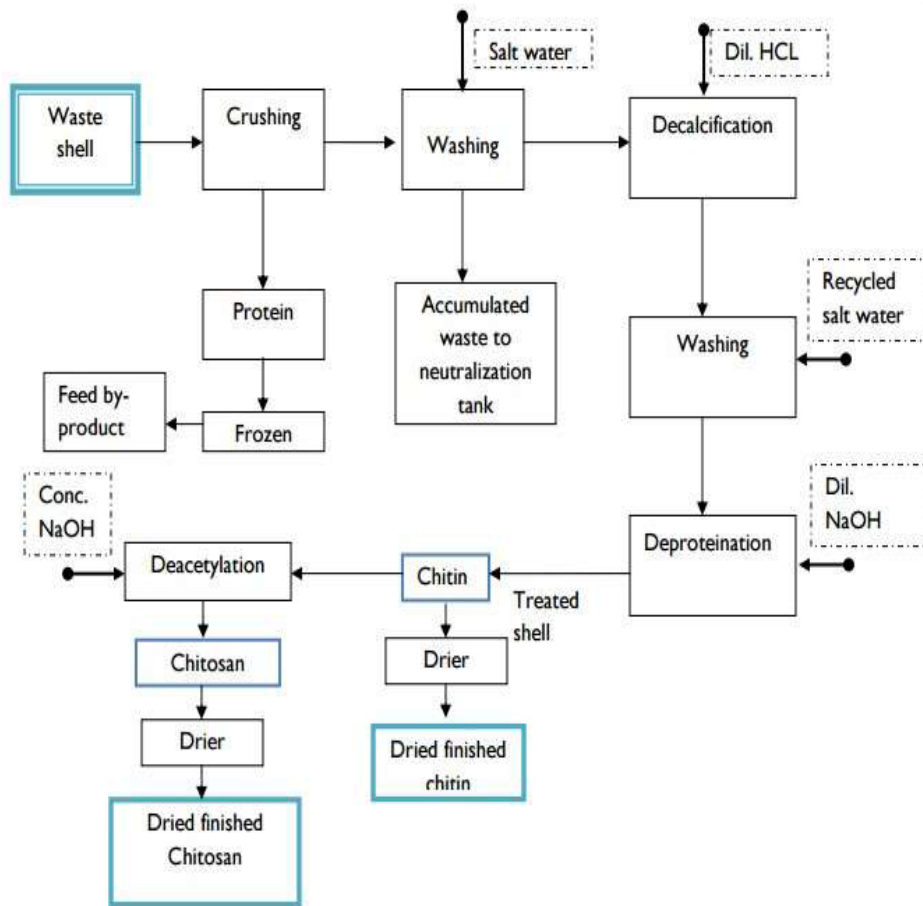 Salt water
Dil. HCL
Waste
shell
Crushing
Washing
Decalcification
Protein
Accumulated
waste to
neutralization
tank
Recycled
salt water
Washing
Feed by-
product
Frozen
Conc.
NaOH
Dil.
NaOH
Deacetylation
Chitin
Deproteination
Treated
shell
Chitosan
Drier
Drier
Dried finished
chitin
Dried finished
Chitosan